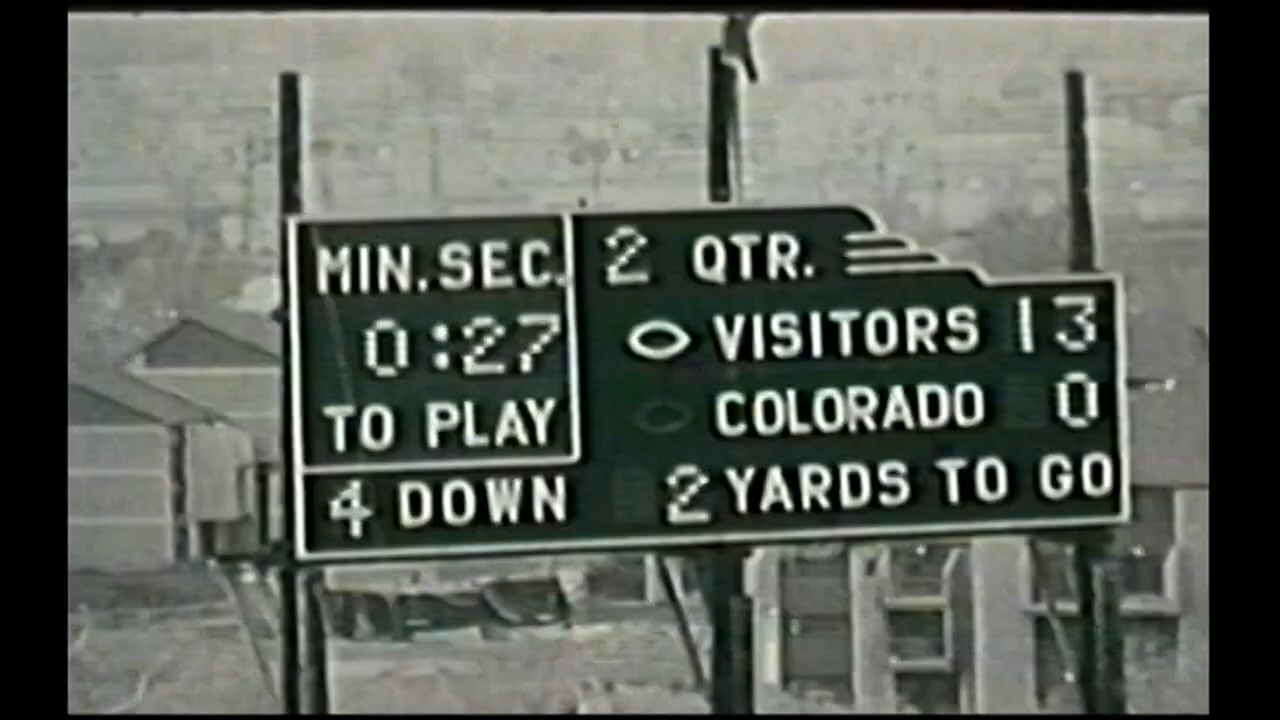 MIN.SEC.
0:27
TO PLAY
4 DOWN
2 QTR.
VISITORS 13
COLORADO 0
2 YARDS TO GO